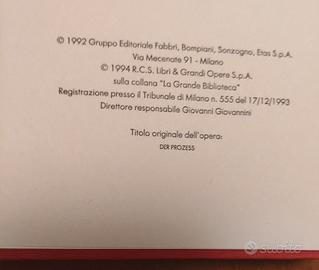 © 1992 Gruppo Editoriale Fabbri, Bompiani, Sonzogno, Etas S.p.A.
Via Mecenate 91 - Milano
© 1994 R.C.S. Libri & Grandi Opere S.p.A.
sulla collana "La Grande Biblioteca"
Registrazione presso il Tribunale di Milano n. 555 del 17/12/1993
Direttore responsabile Giovanni Giovannini
Titolo originale dell'opera:
DER PROZESS
subito